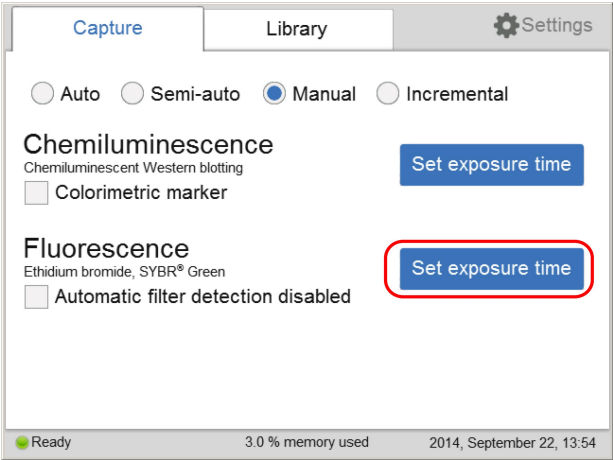 Capture
Library
Settings
Auto
Semi-auto
Manual
Incremental
Chemiluminescence
Chemiluminescent Western blotting
Colorimetric marker
Set exposure time
Fluorescence
Ethidium bromide, SYBR® Green
Automatic filter detection disabled
Set exposure time
Ready
3.0 % memory used
2014, September 22, 13:54